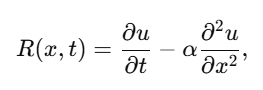 R(x, t) = ∂u/∂t − α ∂²u/∂x²,